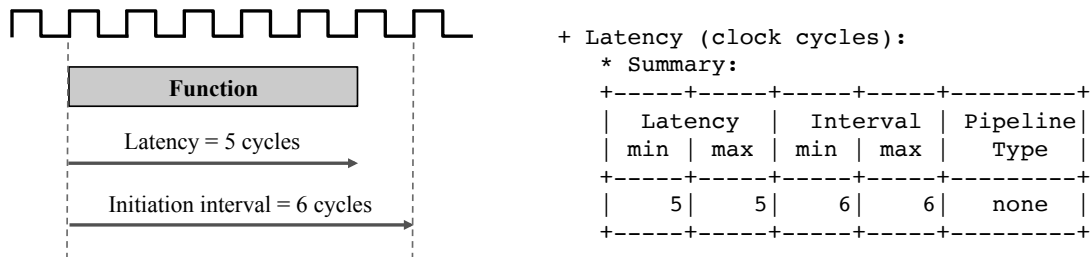 Function
Latency = 5 cycles
Initiation interval = 6 cycles
+ Latency (clock cycles):
* Summary:
+-----+-----+-----+-----+---------+
|  Latency  |  Interval | Pipeline|
| min | max | min | max |   Type  |
+-----+-----+-----+-----+---------+
|    5|    5|    6|    6|   none  |
+-----+-----+-----+-----+---------+